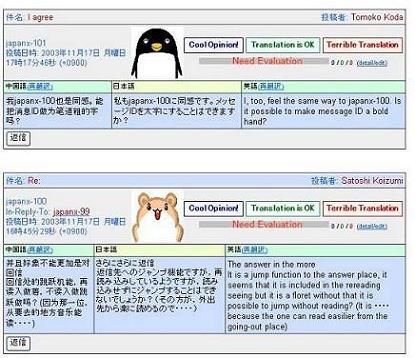 件名: I agree
投稿者: Tomoko Koda
japanx-101
投稿日時: 2003年11月17日 月曜日
17時17分46秒 (+0900)
Cool Opinion!
Translation is OK
Terrible Translation
Need Evaluation
0 / 0 / 0 (detail/edit)
中国語(再翻訳)
日本語
英語(再翻訳)
我japanx-100也是同感。能
把消息ID做为笔道粗的字
吗?
私もjapanx-100に同感です。メッセ
ージIDを太字にすることはできます
か?
I, too, feel the same way to japanx-100. Is
it possible to make message ID a bold
hand?
返信
件名: Re:
投稿者: Satoshi Koizumi
japanx-100
In-Reply-To: japanx-99
投稿日時: 2003年11月17日 月曜日
16時45分29秒 (+0900)
Cool Opinion!
Translation is OK
Terrible Translation
Need Evaluation
0 / 0 / 0 (detail/edit)
中国語(再翻訳)
日本語
英語(再翻訳)
并且好象不能更加是对
回信
回信处的跳跃机能，再
读入做着，不读入做跳
跃做吗？(因为那一位，
从要去的地方音乐能
读････)
さらにさらに返信
返信先へのジャンプ機能ですが，再
読み込みしているようですが，読み
込みせずにジャンプすることはでき
ないでしょうか？(その方が，外出
先から楽に読めるので････)
The answer in the more
It is a jump function to the answer place, it
seems that it is included in the rereading
seeing but it is a floret without that it is
possible to jump without reading? (It is ････
because the one can read easilier from the
going-out place)
返信